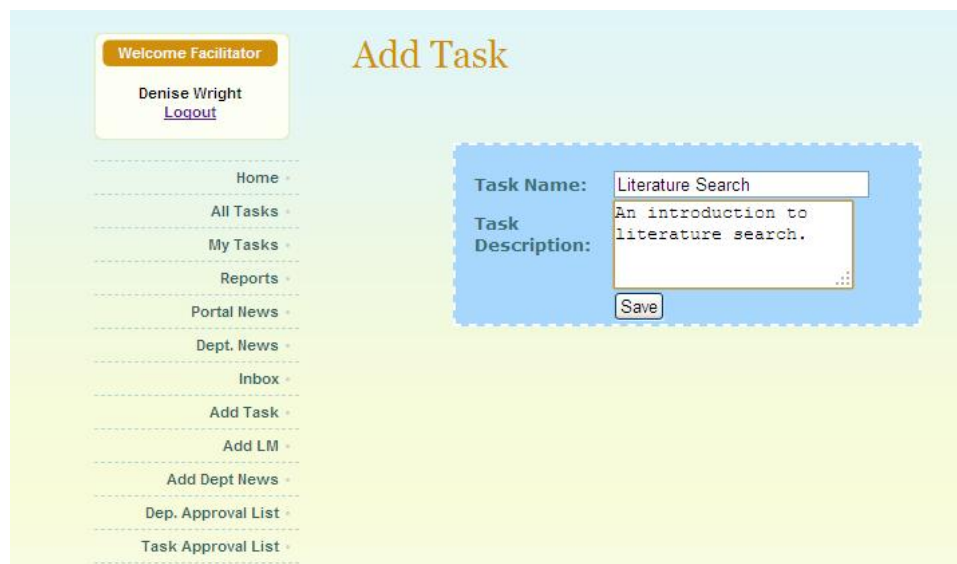 Welcome Facilitator
Denise Wright
Logout
Home
All Tasks
My Tasks
Reports
Portal News
Dept. News
Inbox
Add Task
Add LM
Add Dept News
Dep. Approval List
Task Approval List
Add Task
Task Name: Literature Search
Task
Description:
An introduction to
literature search.
Save